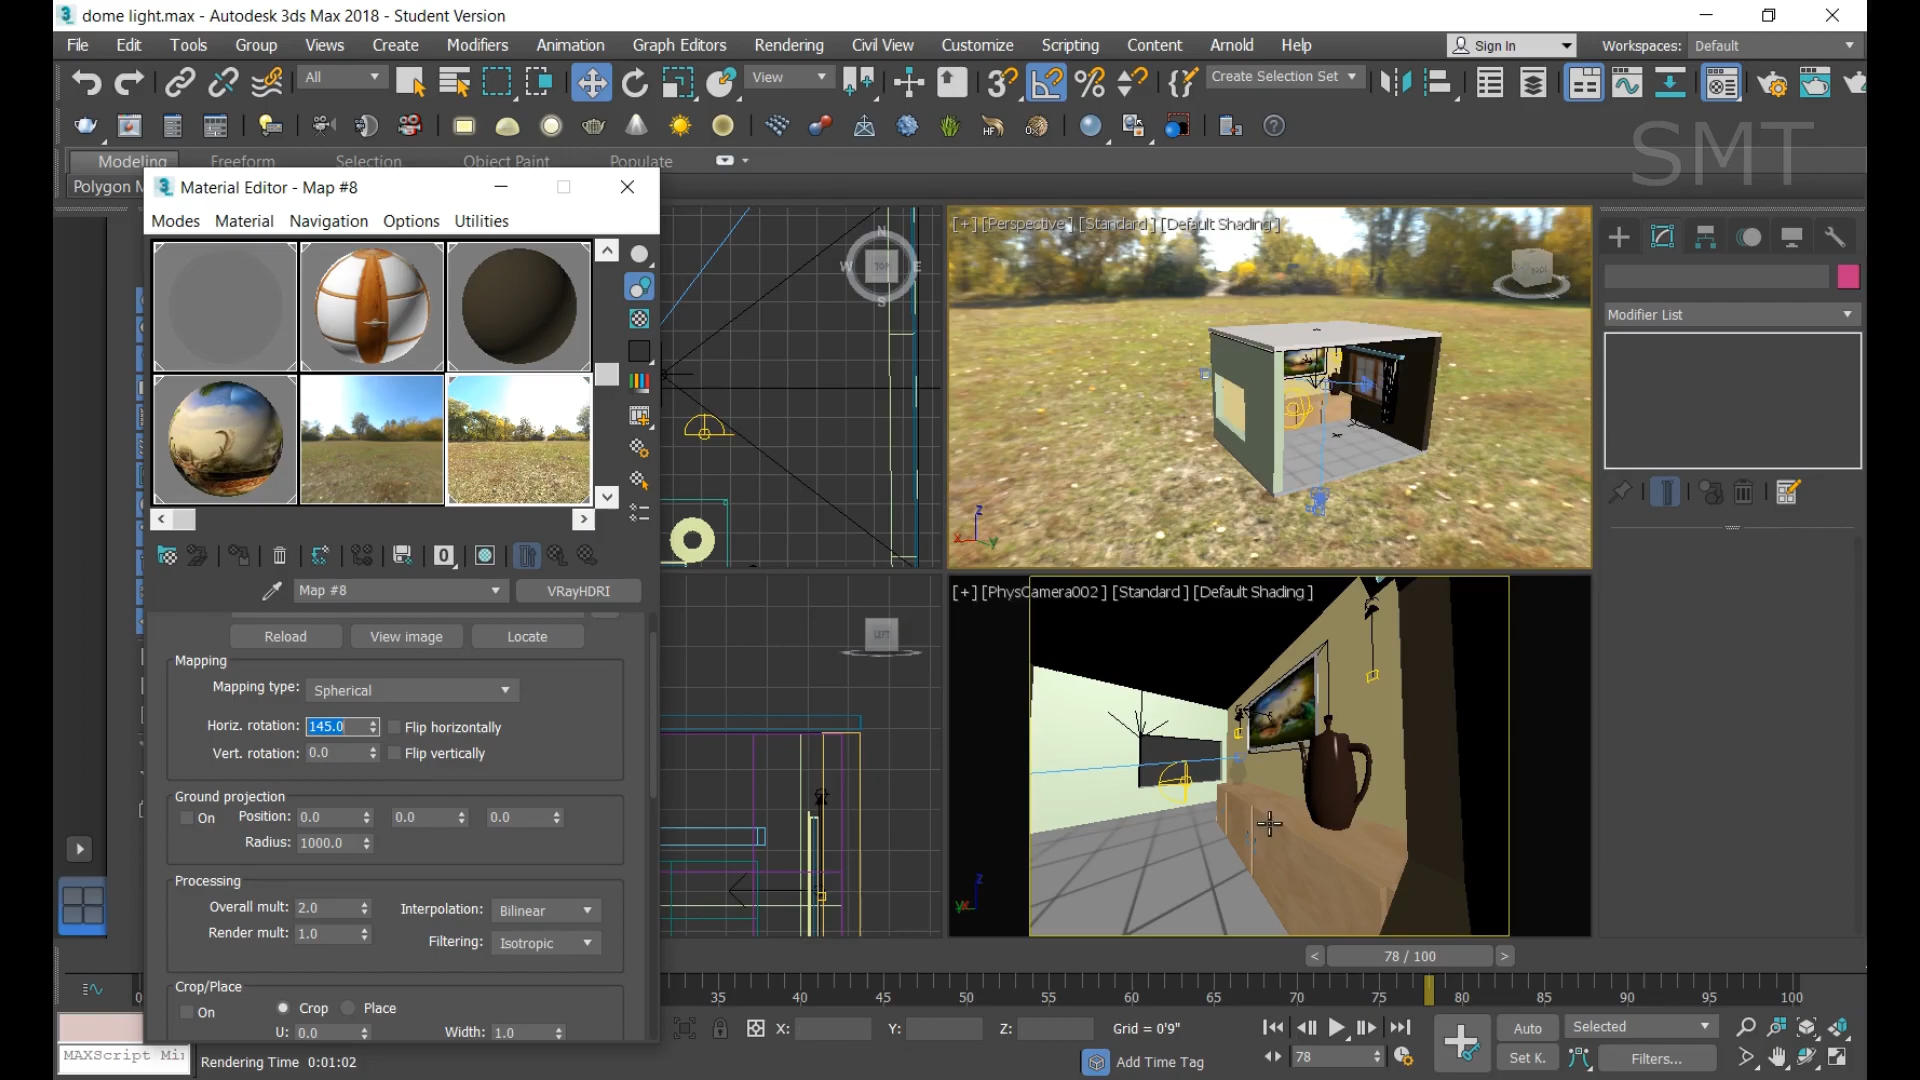 dome light.max - Autodesk 3ds Max 2018 - Student Version
File Edit Tools Group Views Create Modifiers Animation Graph Editors Rendering Civil View Customize Scripting Content Arnold Help
Sign In
Workspaces: Default
All
View
Create Selection Set
SMT
Modeling Freeform Selection Object Paint Populate
Polygon M
Material Editor - Map #8
Modes Material Navigation Options Utilities
[+] [Perspective] [Standard] [Default Shading]
N
W TOP E
S
Modifier List
Map #8
VRayHDRI
Reload View image Locate
Mapping
Mapping type: Spherical
Horiz. rotation: 145.0 Flip horizontally
Vert. rotation: 0.0 Flip vertically
Ground projection
On Position: 0.0 0.0 0.0
Radius: 1000.0
Processing
Overall mult: 2.0 Interpolation: Bilinear
Render mult: 1.0 Filtering: Isotropic
Crop/Place
On Crop Place
U: 0.0 Width: 1.0
LEFT
[+] [PhysCamera002] [Standard] [Default Shading]
< 78 / 100 >
0 35 40 45 50 55 60 65 70 75 80 85 90 95 100
X: Y: Z: Grid = 0'9"
Add Time Tag
Auto Selected
78
Set K. Filters...
MAXScript Mi
Rendering Time 0:01:02